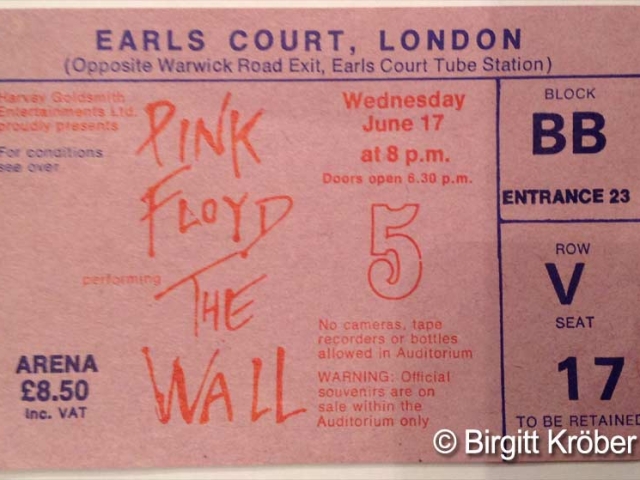 EARLS COURT, LONDON
(Opposite Warwick Road Exit, Earls Court Tube Station)
Harvey Goldsmith
Entertainments Ltd.
proudly presents
For conditions
see over
PINK
FLOYD
performing
THE
WALL
ARENA
£8.50
Inc. VAT
Wednesday
June 17
at 8 p.m.
Doors open 6.30 p.m.
5
No cameras, tape
recorders or bottles
allowed in Auditorium
WARNING: Official
souvenirs are on
sale within the
Auditorium only
BLOCK
BB
ENTRANCE 23
ROW
V
SEAT
17
TO BE RETAINED
© Birgitt Kröber